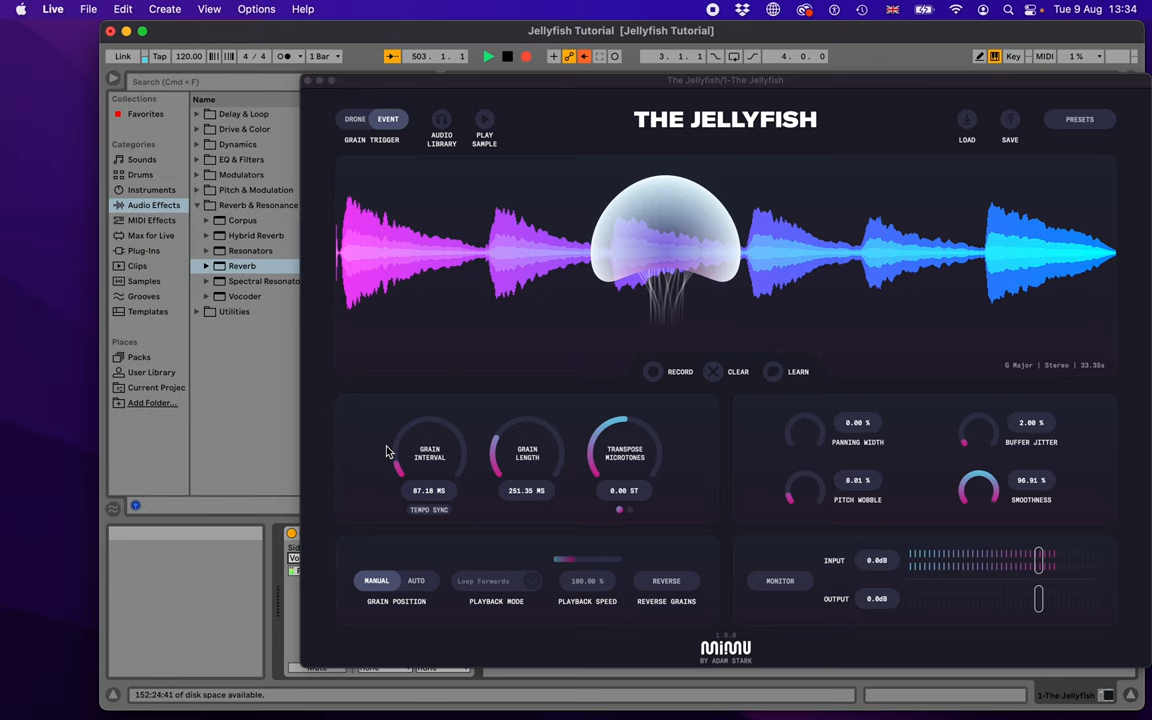 Live File Edit Create View Options Help Tue 9 Aug 13:34
Jellyfish Tutorial [Jellyfish Tutorial]
Link Tap 120.00 4 / 4 1 Bar 503. 1. 1 3. 1. 1 4. 0. 0 Key MIDI 1 %
Search (Cmd + F)
The Jellyfish/1-The Jellyfish
Collections
Favorites
Categories
Sounds
Drums
Instruments
Audio Effects
MIDI Effects
Max for Live
Plug-Ins
Clips
Samples
Grooves
Templates
Places
Packs
User Library
Current Projec
Add Folder...
Name
Delay & Loop
Drive & Color
Dynamics
EQ & Filters
Modulators
Pitch & Modulation
Reverb & Resonance
Corpus
Hybrid Reverb
Resonators
Reverb
Spectral Resonato
Vocoder
Utilities
DRONE EVENT
GRAIN TRIGGER
AUDIO
LIBRARY
PLAY
SAMPLE
THE JELLYFISH
LOAD
SAVE
PRESETS
G Major | Stereo | 33.35s
RECORD CLEAR LEARN
GRAIN
INTERVAL
87.18 MS
TEMPO SYNC
GRAIN
LENGTH
251.35 MS
TRANSPOSE
MICROTONES
0.00 ST
0.00 %
PANNING WIDTH
2.00 %
BUFFER JITTER
8.01 %
PITCH WOBBLE
96.91 %
SMOOTHNESS
MANUAL AUTO
GRAIN POSITION
Loop Forwards
PLAYBACK MODE
100.00 %
PLAYBACK SPEED
REVERSE
REVERSE GRAINS
MONITOR
INPUT 0.0dB
OUTPUT 0.0dB
1.0.0
MiMU
BY ADAM STARK
152:24:41 of disk space available.
1-The Jellyfish